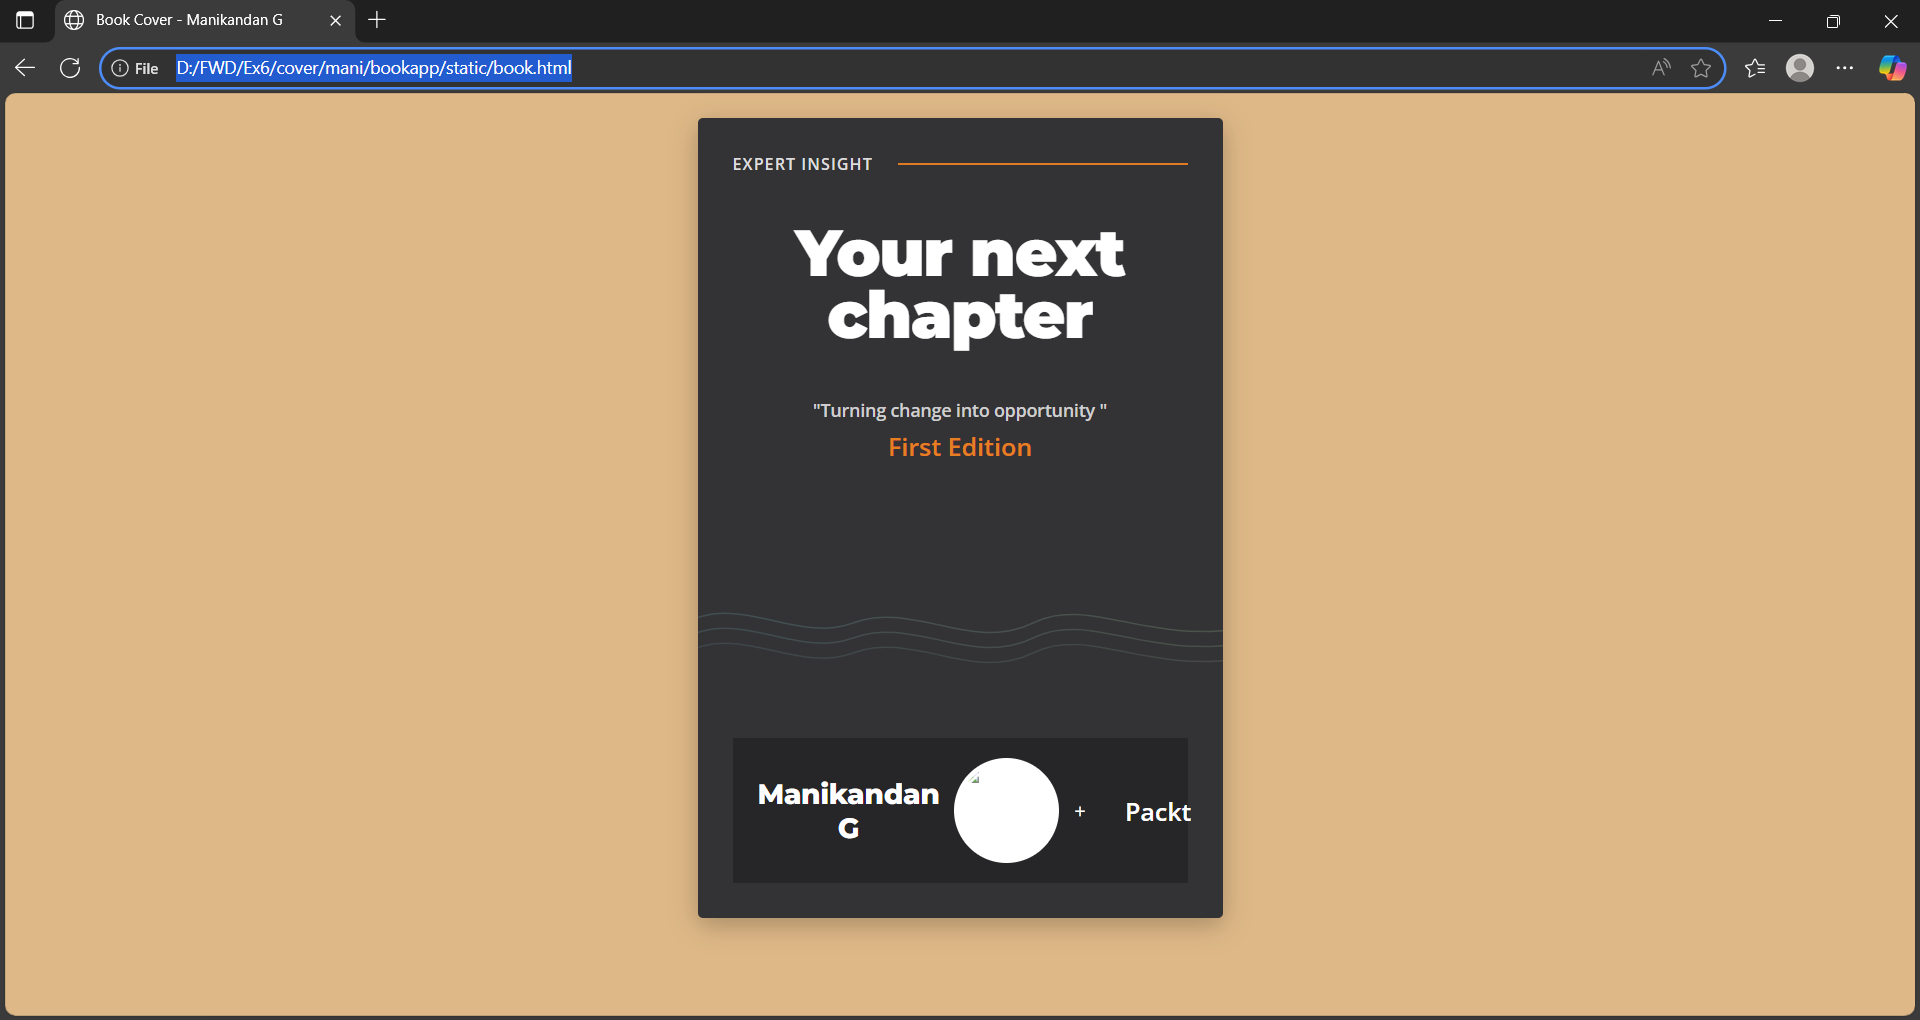 Book Cover - Manikandan G
File D:/FWD/Ex6/cover/mani/bookapp/static/book.html
EXPERT INSIGHT
Your next
chapter
"Turning change into opportunity "
First Edition
Manikandan
G
+
Packt